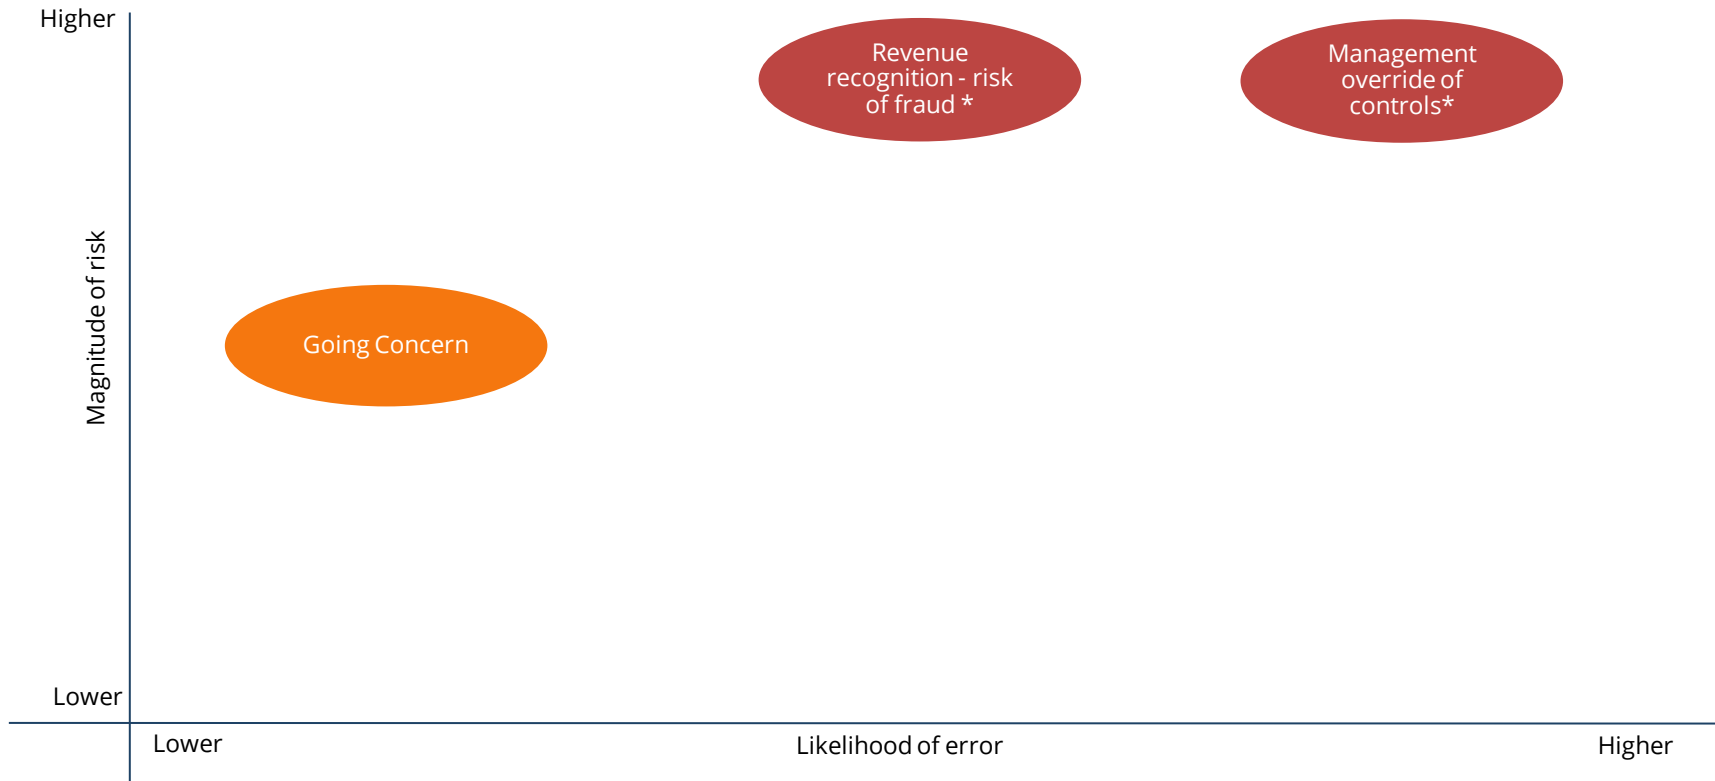 Higher
Revenue
recognition - risk
of fraud *
Management
override of
controls*
Magnitude of risk
Going Concern
Lower
Lower
Likelihood of error
Higher